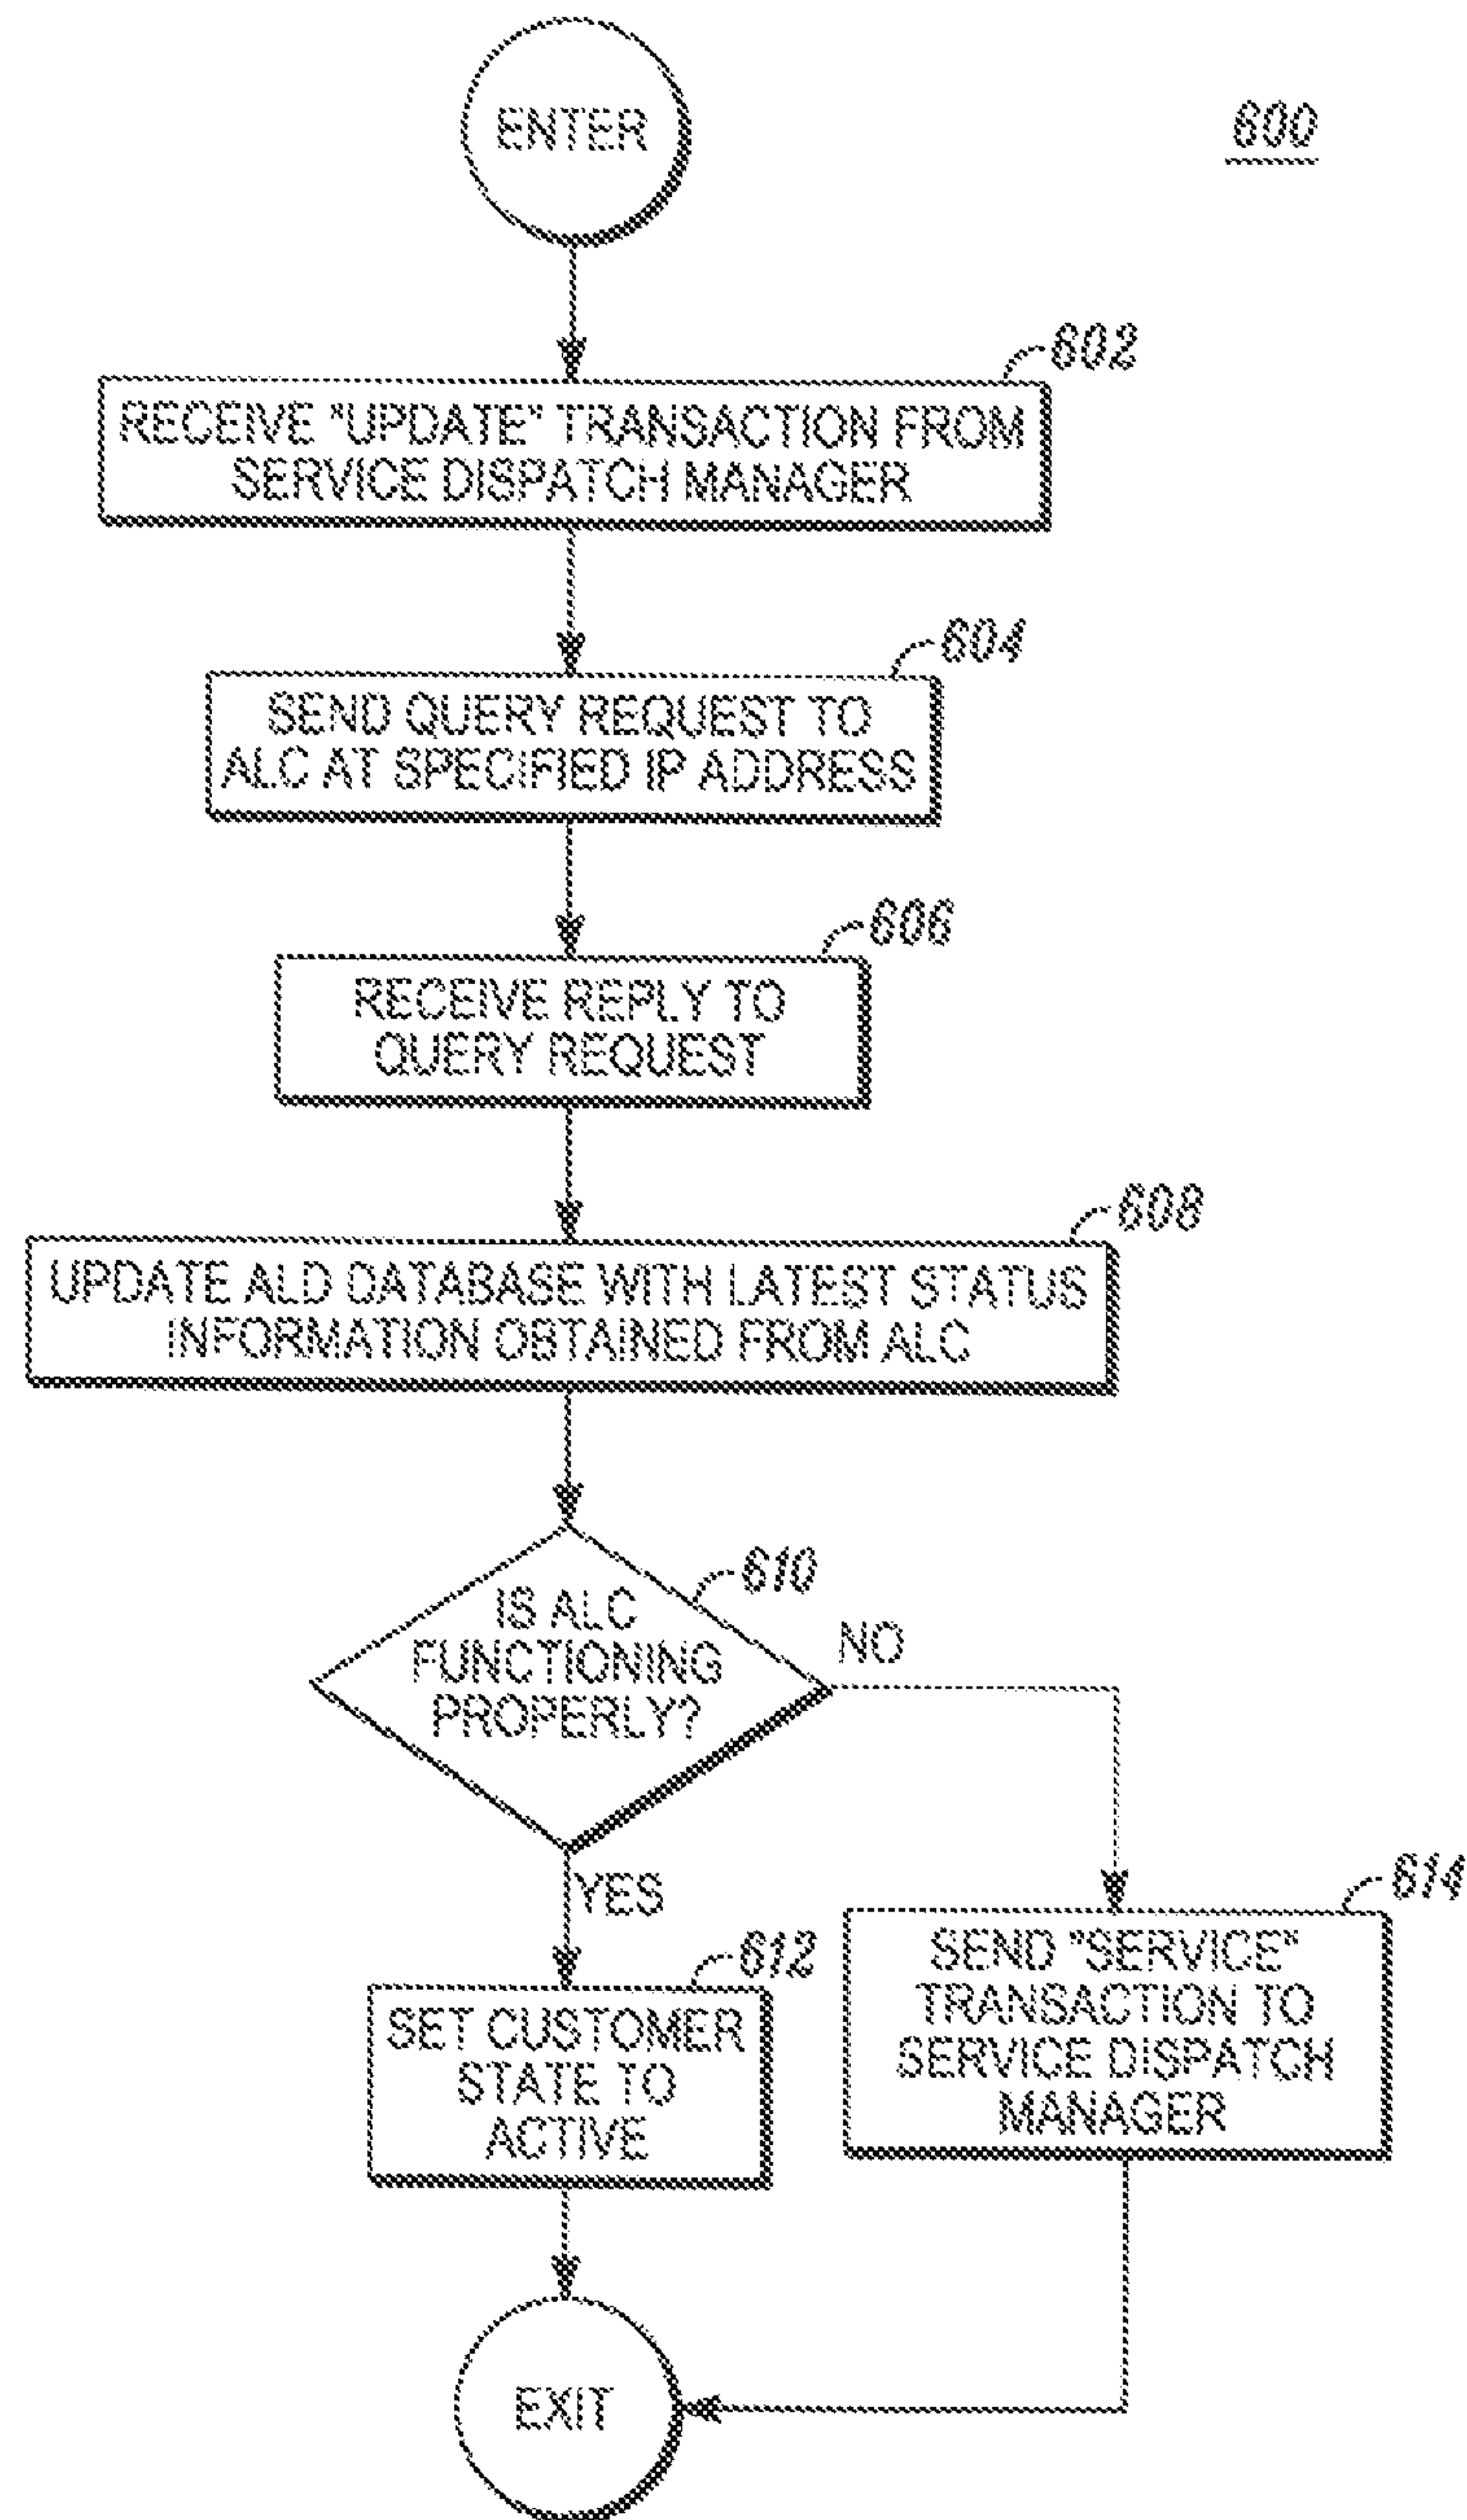 ENTER
600
602
RECEIVE "UPDATE" TRANSACTION FROM
SERVICE DISPATCH MANAGER
604
SEND QUERY REQUEST TO
ALC AT SPECIFIED IP ADDRESS
606
RECEIVE REPLY TO
QUERY REQUEST
608
UPDATE ALD DATABASE WITH LATEST STATUS
INFORMATION OBTAINED FROM ALC
610
IS ALC
FUNCTIONING
PROPERLY?
NO
YES
612
SET CUSTOMER
STATE TO
ACTIVE
614
SEND "SERVICE"
TRANSACTION TO
SERVICE DISPATCH
MANAGER
EXIT